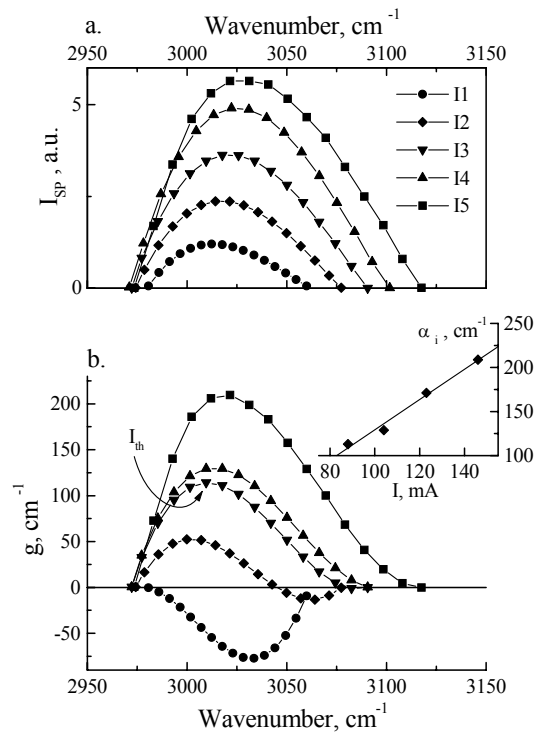 Wavenumber, cm-1
2950 3000 3050 3100 3150
a.
I1
I2
I3
I4
I5
5
0
ISP , a.u.
b.
αi , cm-1
250
200
150
100
80 100 120 140
I, mA
Ith
200
150
100
50
0
-50
g, cm-1
2950 3000 3050 3100 3150
Wavenumber, cm-1